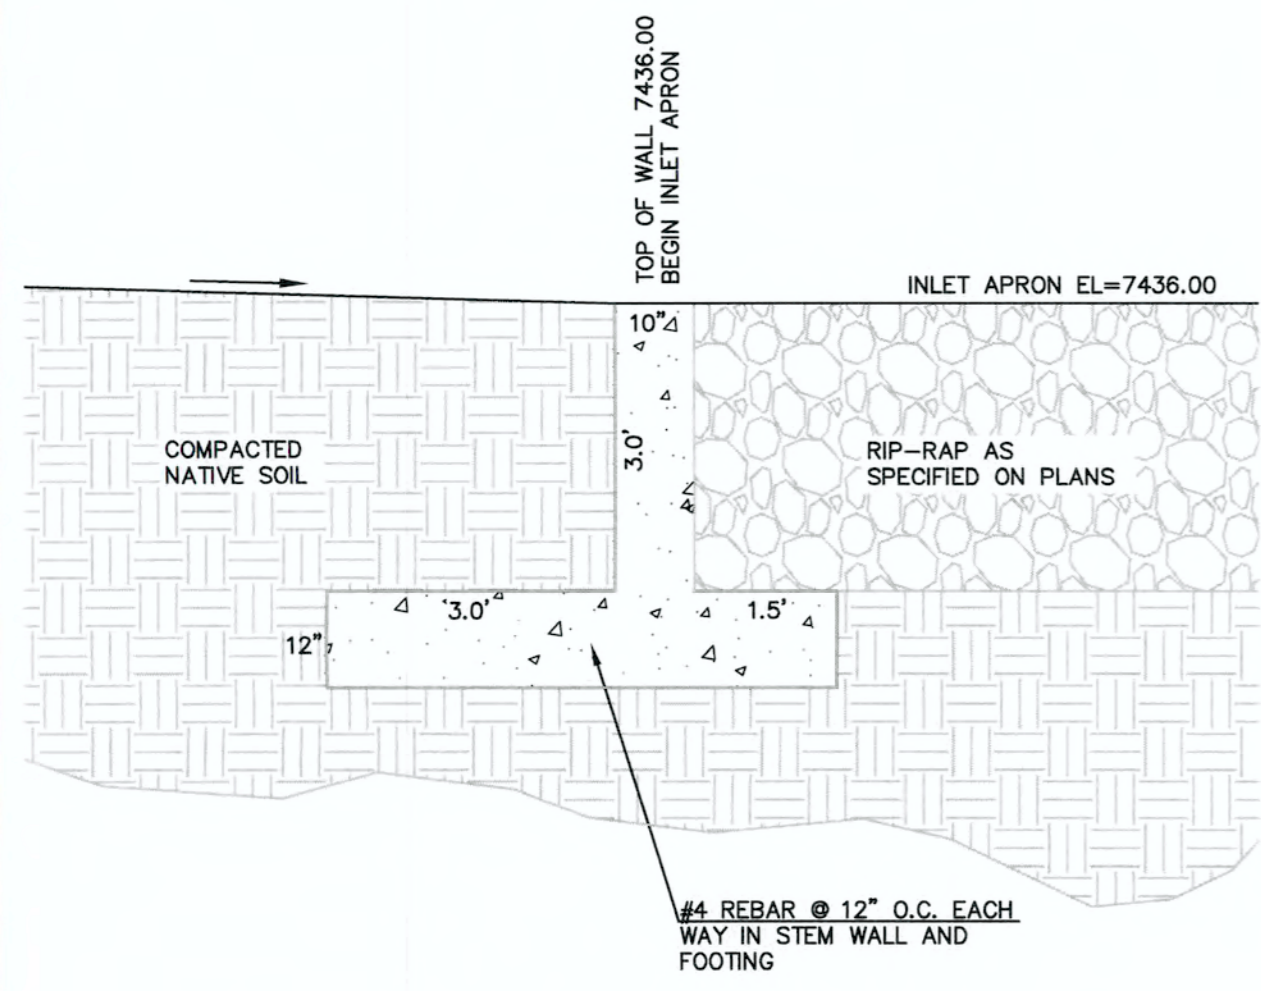 TOP OF WALL 7436.00
BEGIN INLET APRON
INLET APRON EL=7436.00
10”
3.0'
COMPACTED
NATIVE SOIL
RIP-RAP AS
SPECIFIED ON PLANS
3.0'
1.5'
12”
#4 REBAR @ 12” O.C. EACH
WAY IN STEM WALL AND
FOOTING